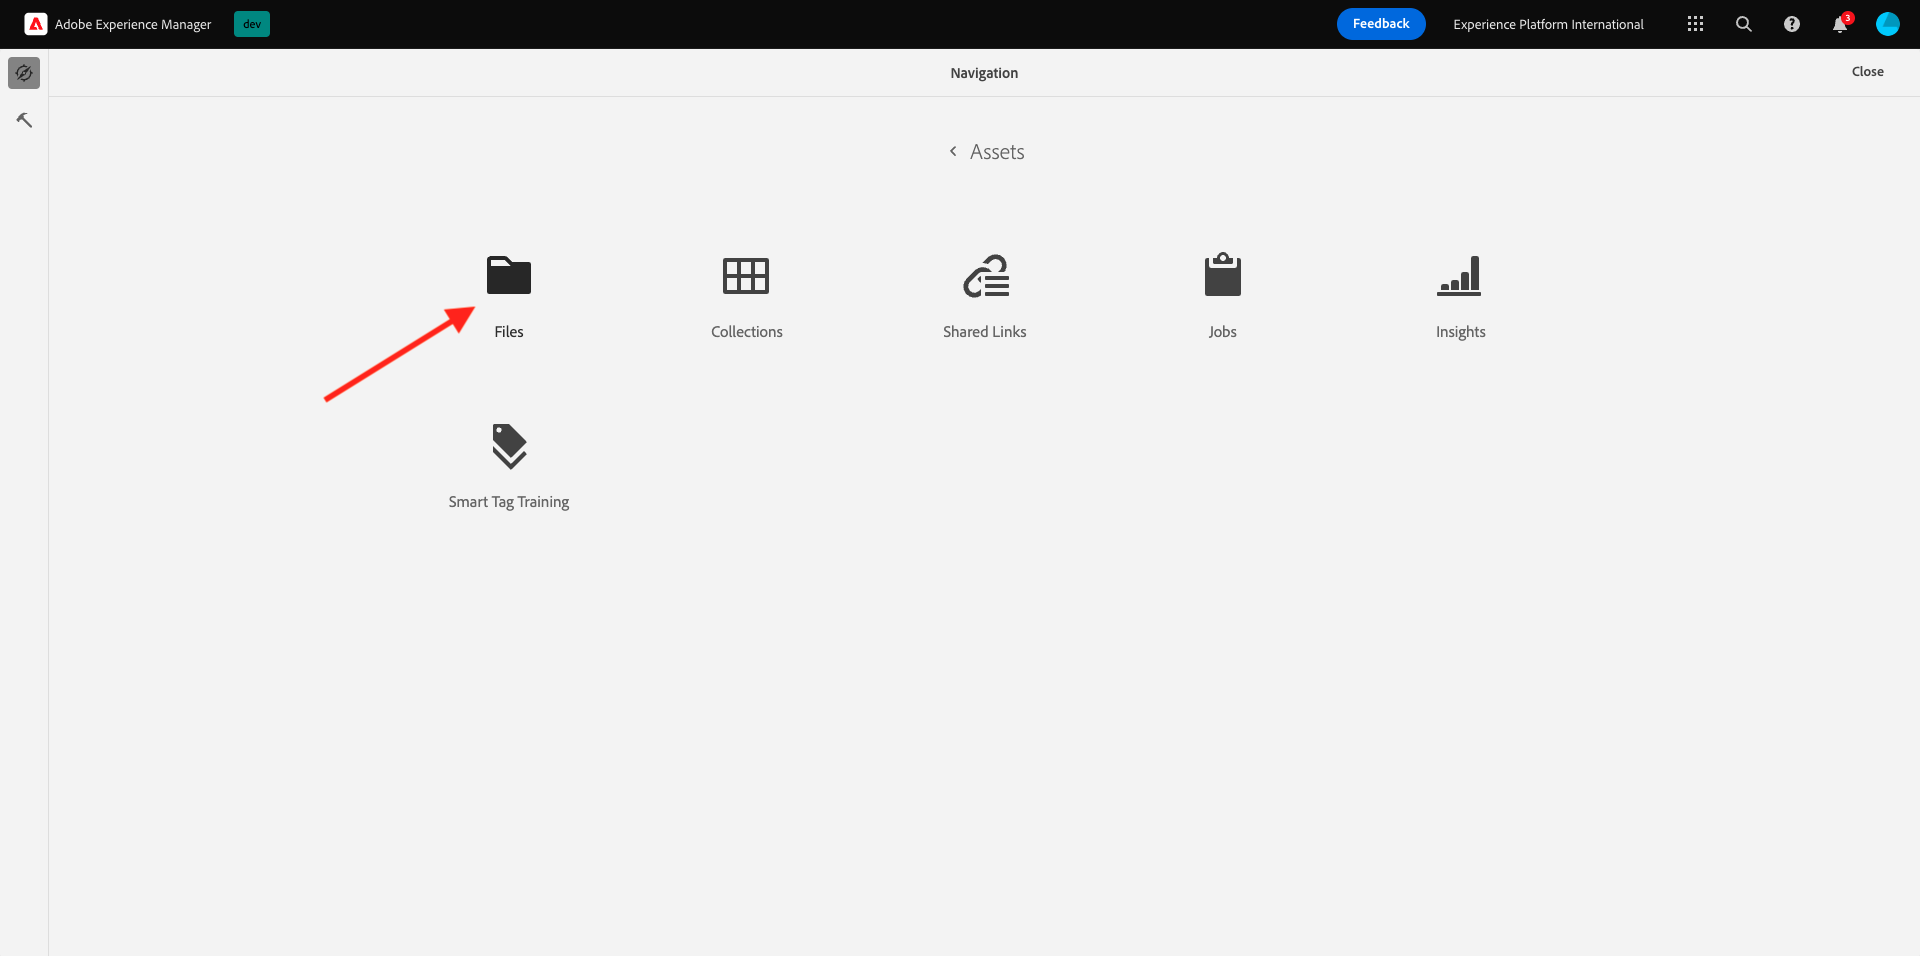 Adobe Experience Manager
dev
Feedback
Experience Platform International
3
Navigation
Close
Assets
Files
Collections
Shared Links
Jobs
Insights
Smart Tag Training